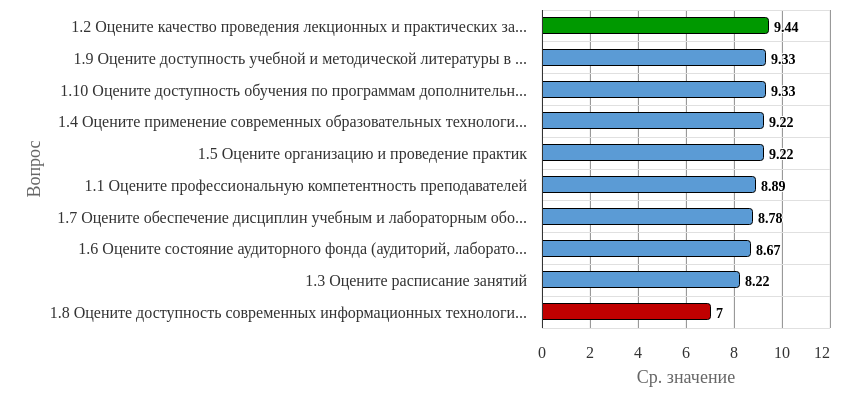 1.2 Оцените качество проведения лекционных и практических за... 9.44
1.9 Оцените доступность учебной и методической литературы в ... 9.33
1.10 Оцените доступность обучения по программам дополнительн... 9.33
1.4 Оцените применение современных образовательных технологи... 9.22
1.5 Оцените организацию и проведение практик 9.22
1.1 Оцените профессиональную компетентность преподавателей 8.89
1.7 Оцените обеспечение дисциплин учебным и лабораторным обо... 8.78
1.6 Оцените состояние аудиторного фонда (аудиторий, лаборато... 8.67
1.3 Оцените расписание занятий 8.22
1.8 Оцените доступность современных информационных технологи... 7
Вопрос
0 2 4 6 8 10 12
Ср. значение